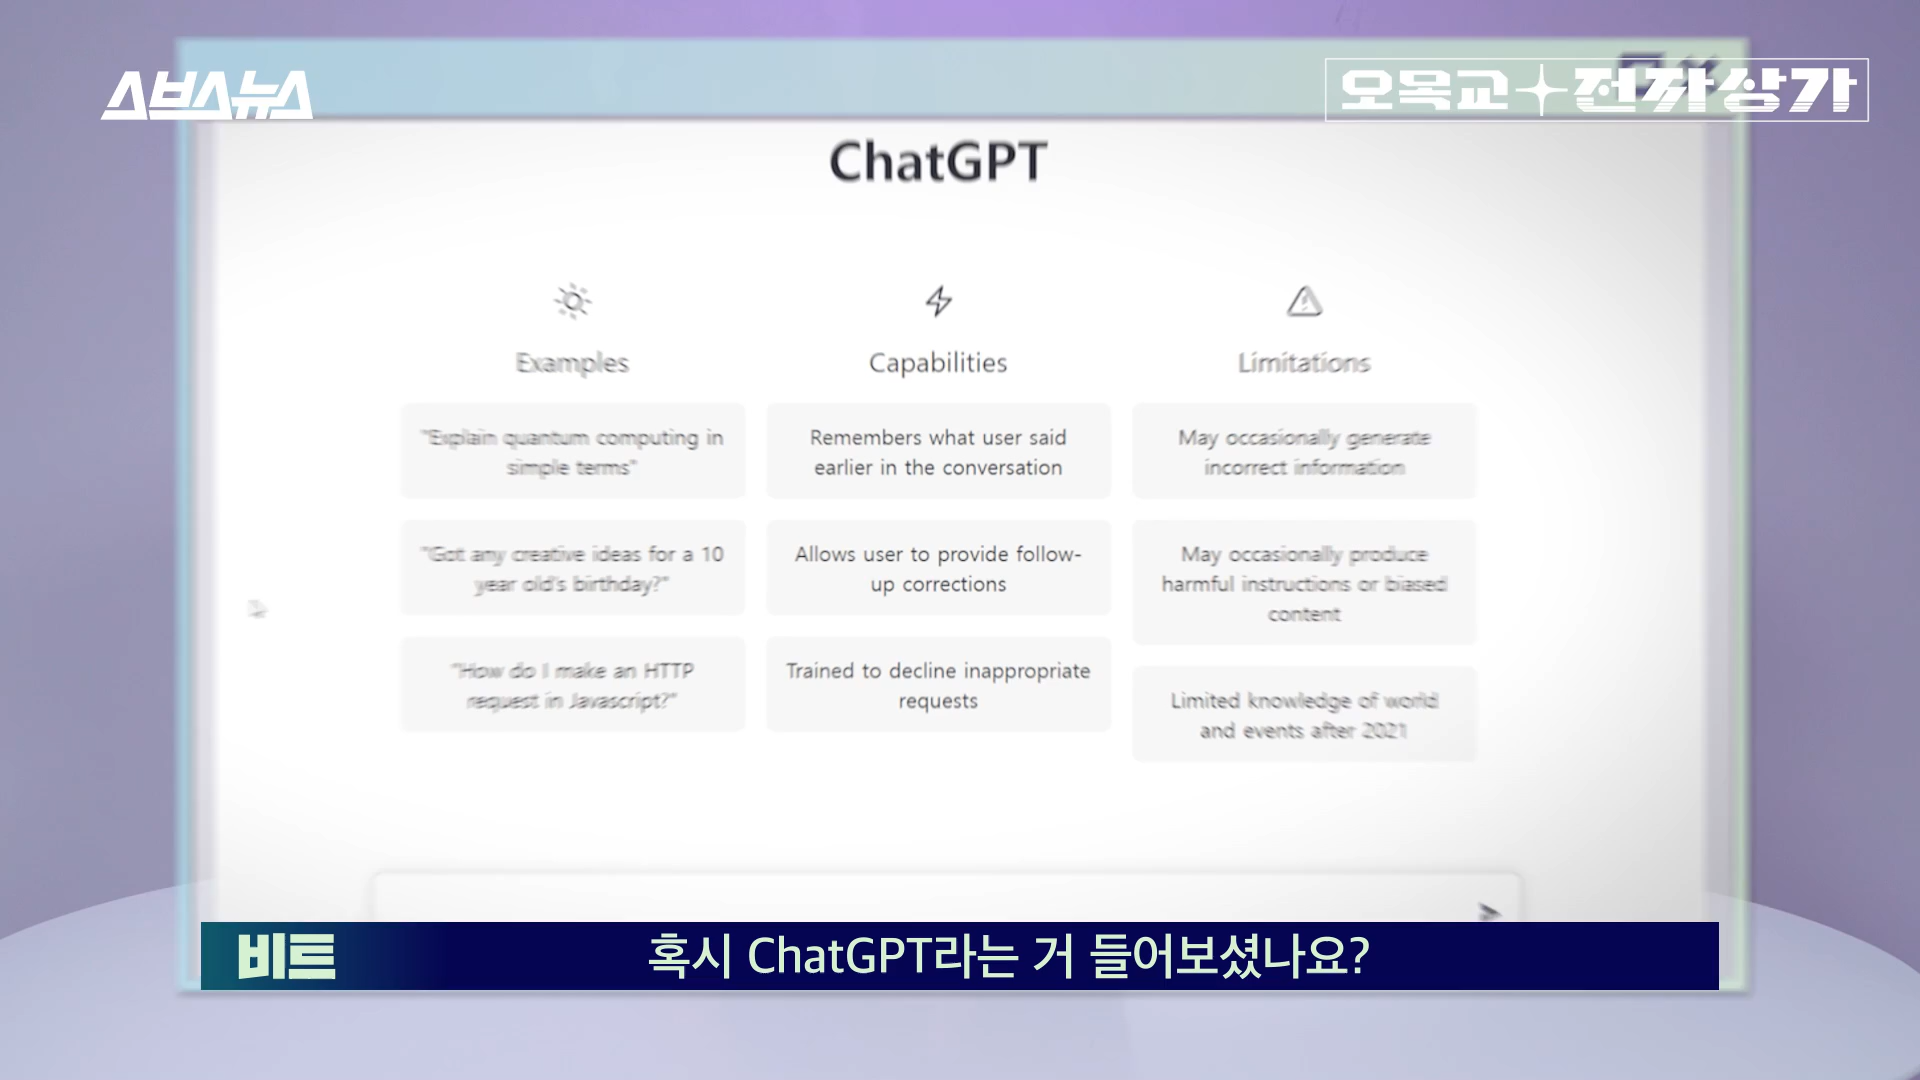 스브스뉴스
오목교 전자상가
ChatGPT
Examples
"Explain quantum computing in
simple terms"
"Got any creative ideas for a 10
year old's birthday?"
"How do I make an HTTP
request in Javascript?"
Capabilities
Remembers what user said
earlier in the conversation
Allows user to provide follow-
up corrections
Trained to decline inappropriate
requests
Limitations
May occasionally generate
incorrect information
May occasionally produce
harmful instructions or biased
content
Limited knowledge of world
and events after 2021
비트
혹시 ChatGPT라는 거 들어보셨나요?